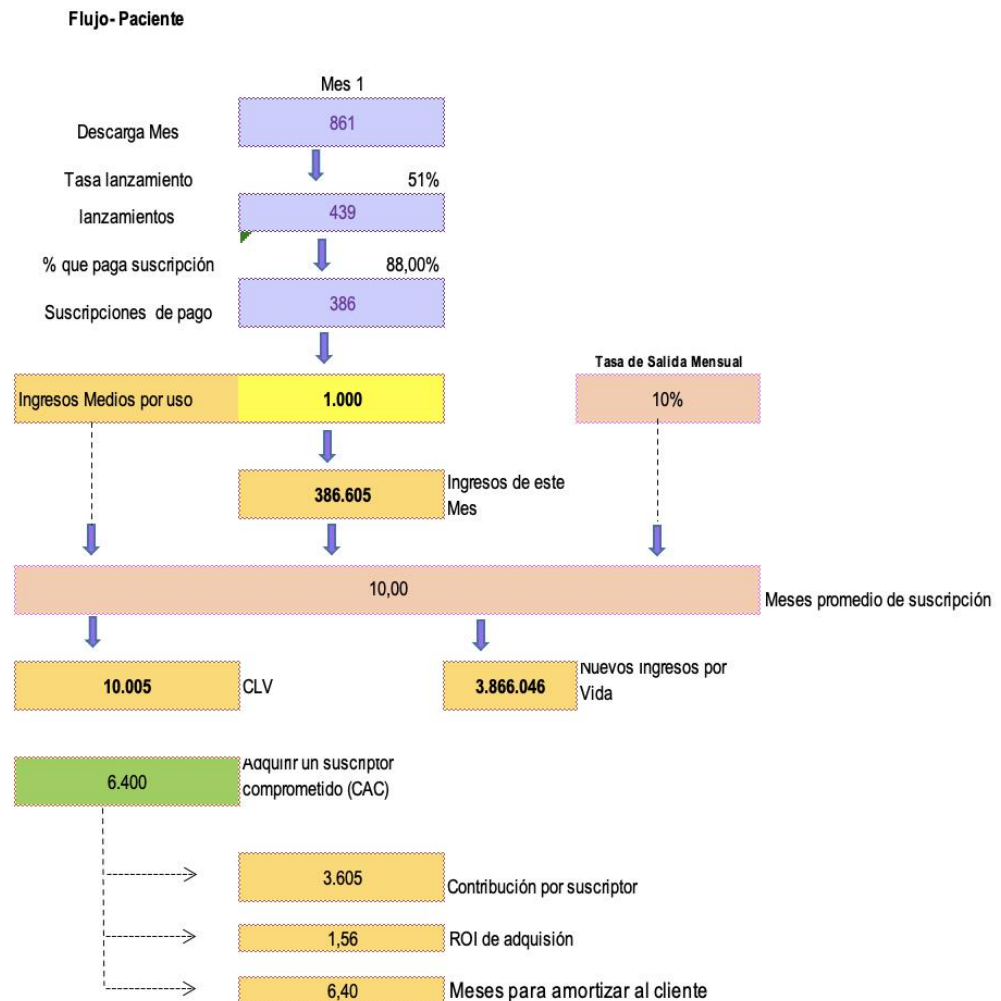 Flujo- Paciente
Mes 1
Descarga Mes
861
Tasa lanzamiento
51%
lanzamientos
439
% que paga suscripción
88,00%
Suscripciones de pago
386
Tasa de Salida Mensual
Ingresos Medios por uso
1.000
10%
386.605
Ingresos de este
Mes
10,00
Meses promedio de suscripción
10.005
CLV
3.866.046
Nuevos Ingresos por
Vida
6.400
Adquirir un suscriptor
comprometido (CAC)
3.605
Contribución por suscriptor
1,56
ROI de adquisión
6,40
Meses para amortizar al cliente